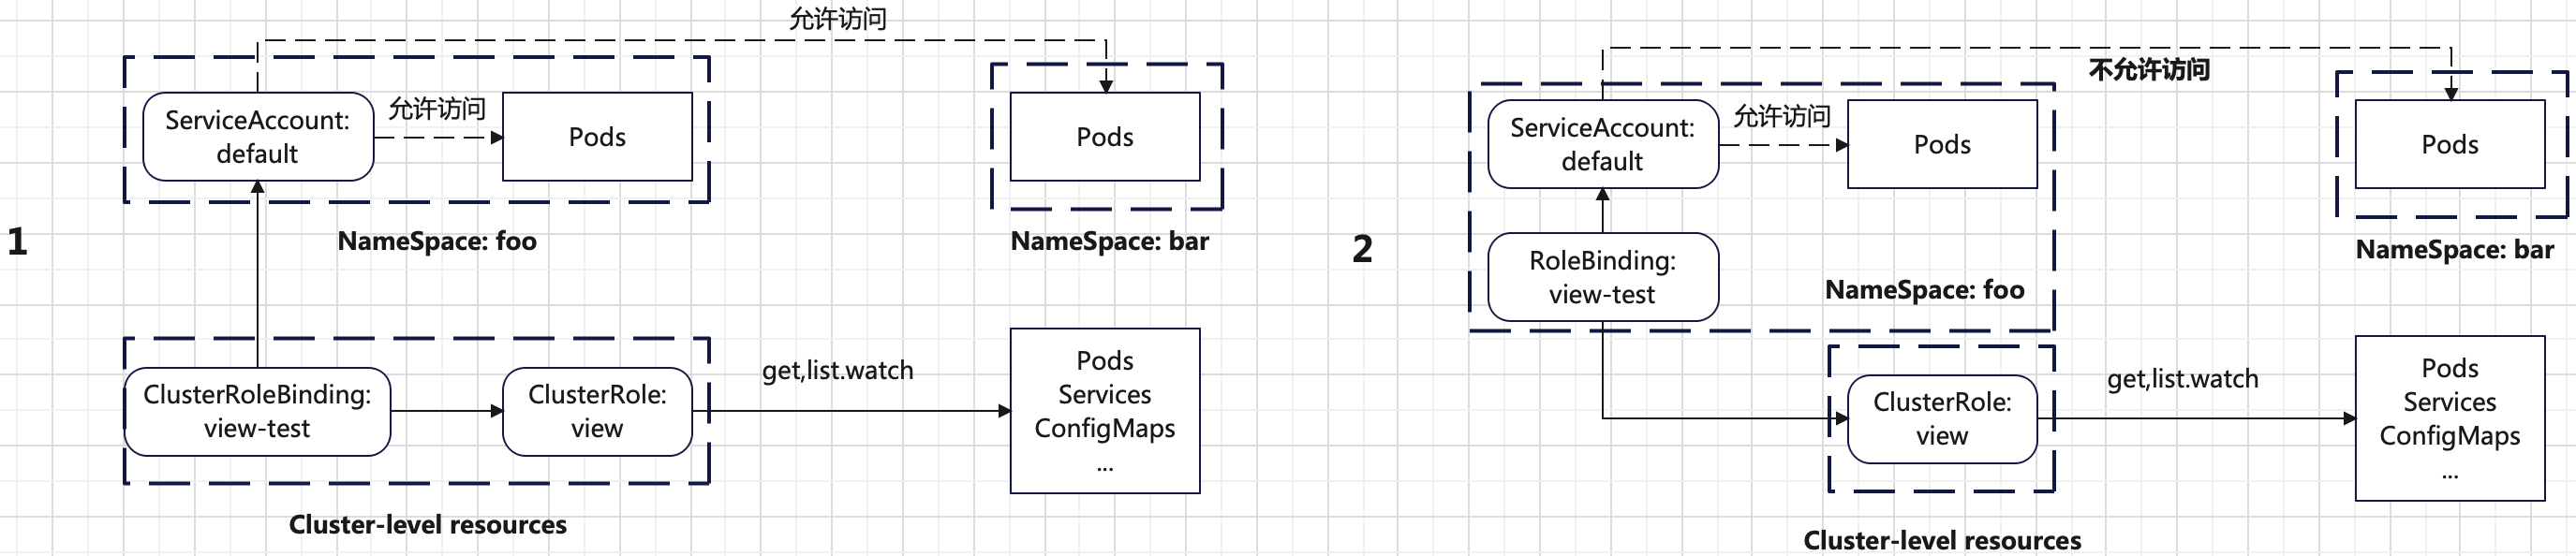 允许访问
ServiceAccount:
default
允许访问
Pods
Pods
1
NameSpace: foo
NameSpace: bar
ClusterRoleBinding:
view-test
ClusterRole:
view
get,list.watch
Pods
Services
ConfigMaps
...
Cluster-level resources
不允许访问
ServiceAccount:
default
允许访问
Pods
Pods
2
RoleBinding:
view-test
NameSpace: foo
NameSpace: bar
ClusterRole:
view
get,list.watch
Pods
Services
ConfigMaps
...
Cluster-level resources